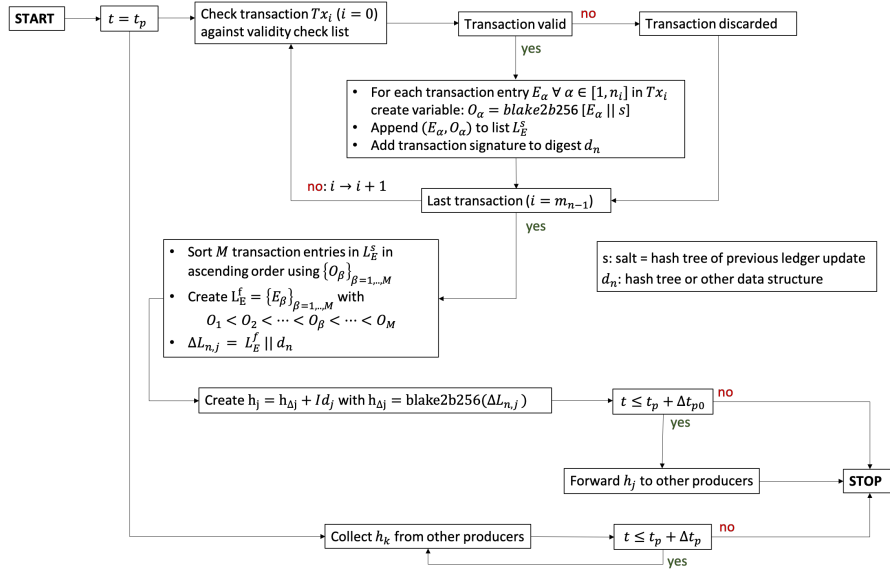 START
t = t_p
Check transaction Tx_i (i = 0)
against validity check list
Transaction valid
no
Transaction discarded
yes
• For each transaction entry E_α ∀ α ∈ [1, n_i] in Tx_i
create variable: O_α = blake2b256 [E_α || s]
• Append (E_α, O_α) to list L_E^s
• Add transaction signature to digest d_n
no: i → i + 1
Last transaction (i = m_{n−1})
yes
• Sort M transaction entries in L_E^s in
ascending order using {O_β}_{β=1,..,M}
• Create L_E^f = {E_β}_{β=1,..,M} with
O_1 < O_2 < ⋯ < O_β < ⋯ < O_M
• ΔL_{n,j} = L_E^f || d_n
s: salt = hash tree of previous ledger update
d_n: hash tree or other data structure
Create h_j = h_{Δj} + Id_j with h_{Δj} = blake2b256(ΔL_{n,j})
t ≤ t_p + Δt_{p0}
no
yes
Forward h_j to other producers
STOP
Collect h_k from other producers
t ≤ t_p + Δt_p
no
yes